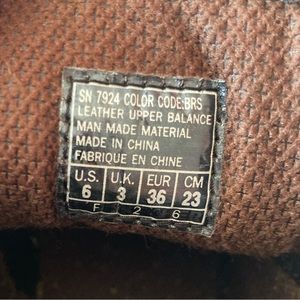 SN 7924 COLOR CODE:BRS
LEATHER UPPER BALANCE
MAN MADE MATERIAL
MADE IN CHINA
FABRIQUE EN CHINE
U.S. U.K. EUR CM
6 3 36 23
F 2 6